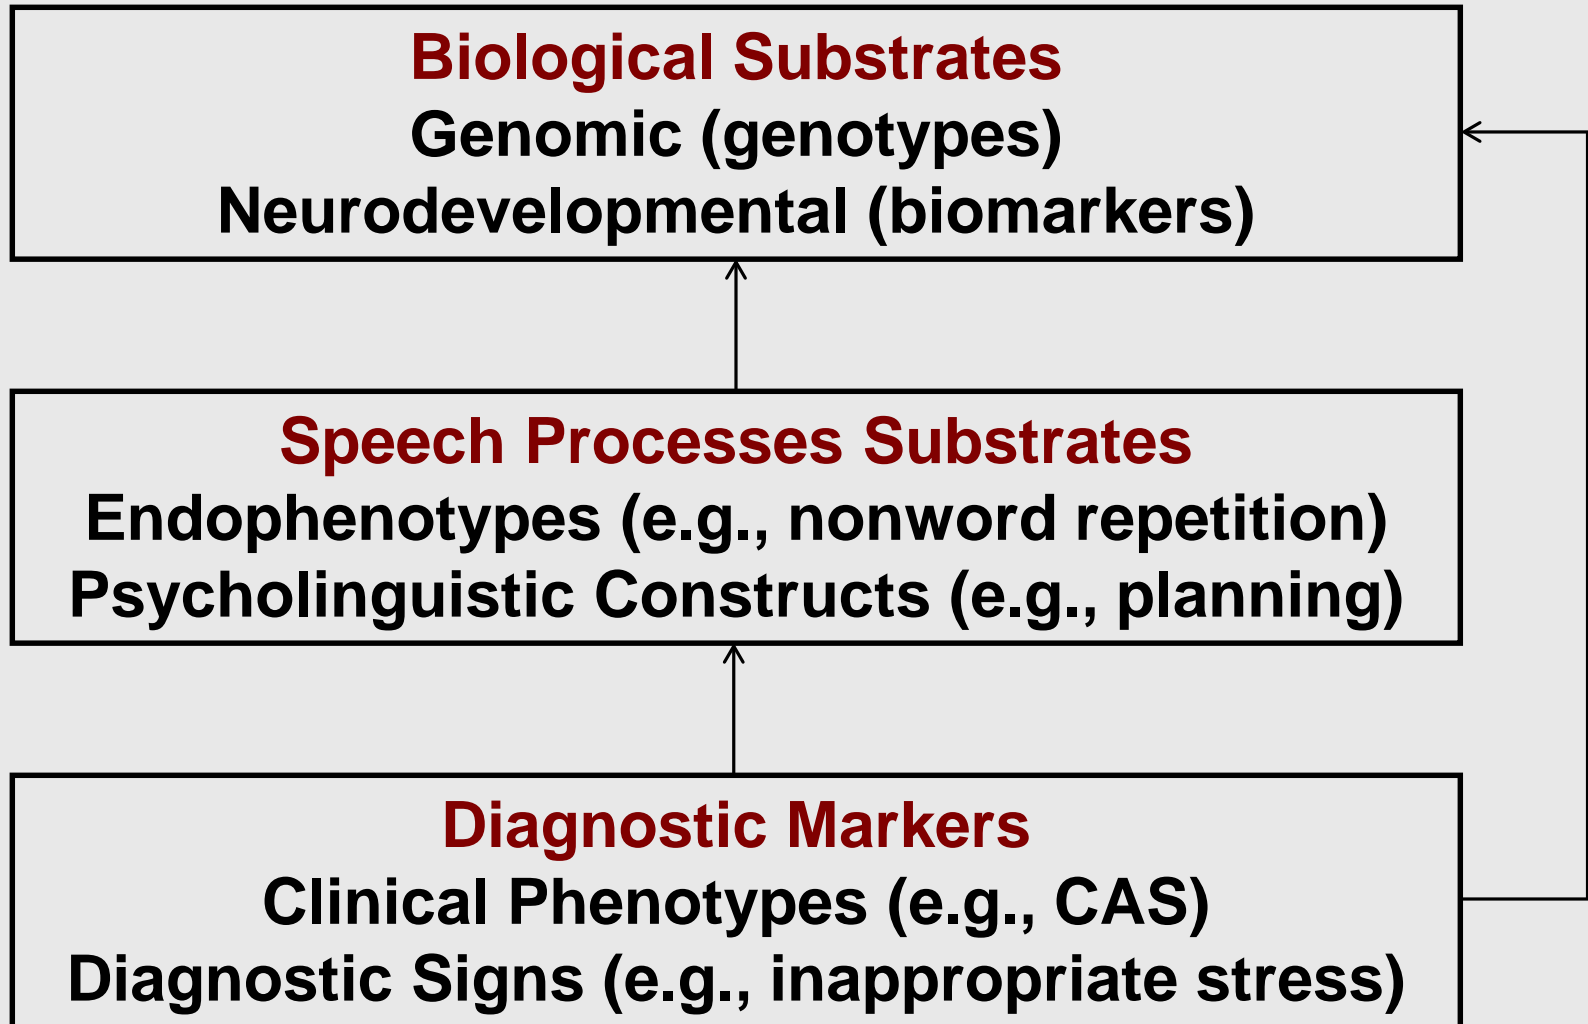 Biological Substrates
Genomic (genotypes)
Neurodevelopmental (biomarkers)
Speech Processes Substrates
Endophenotypes (e.g., nonword repetition)
Psycholinguistic Constructs (e.g., planning)
Diagnostic Markers
Clinical Phenotypes (e.g., CAS)
Diagnostic Signs (e.g., inappropriate stress)